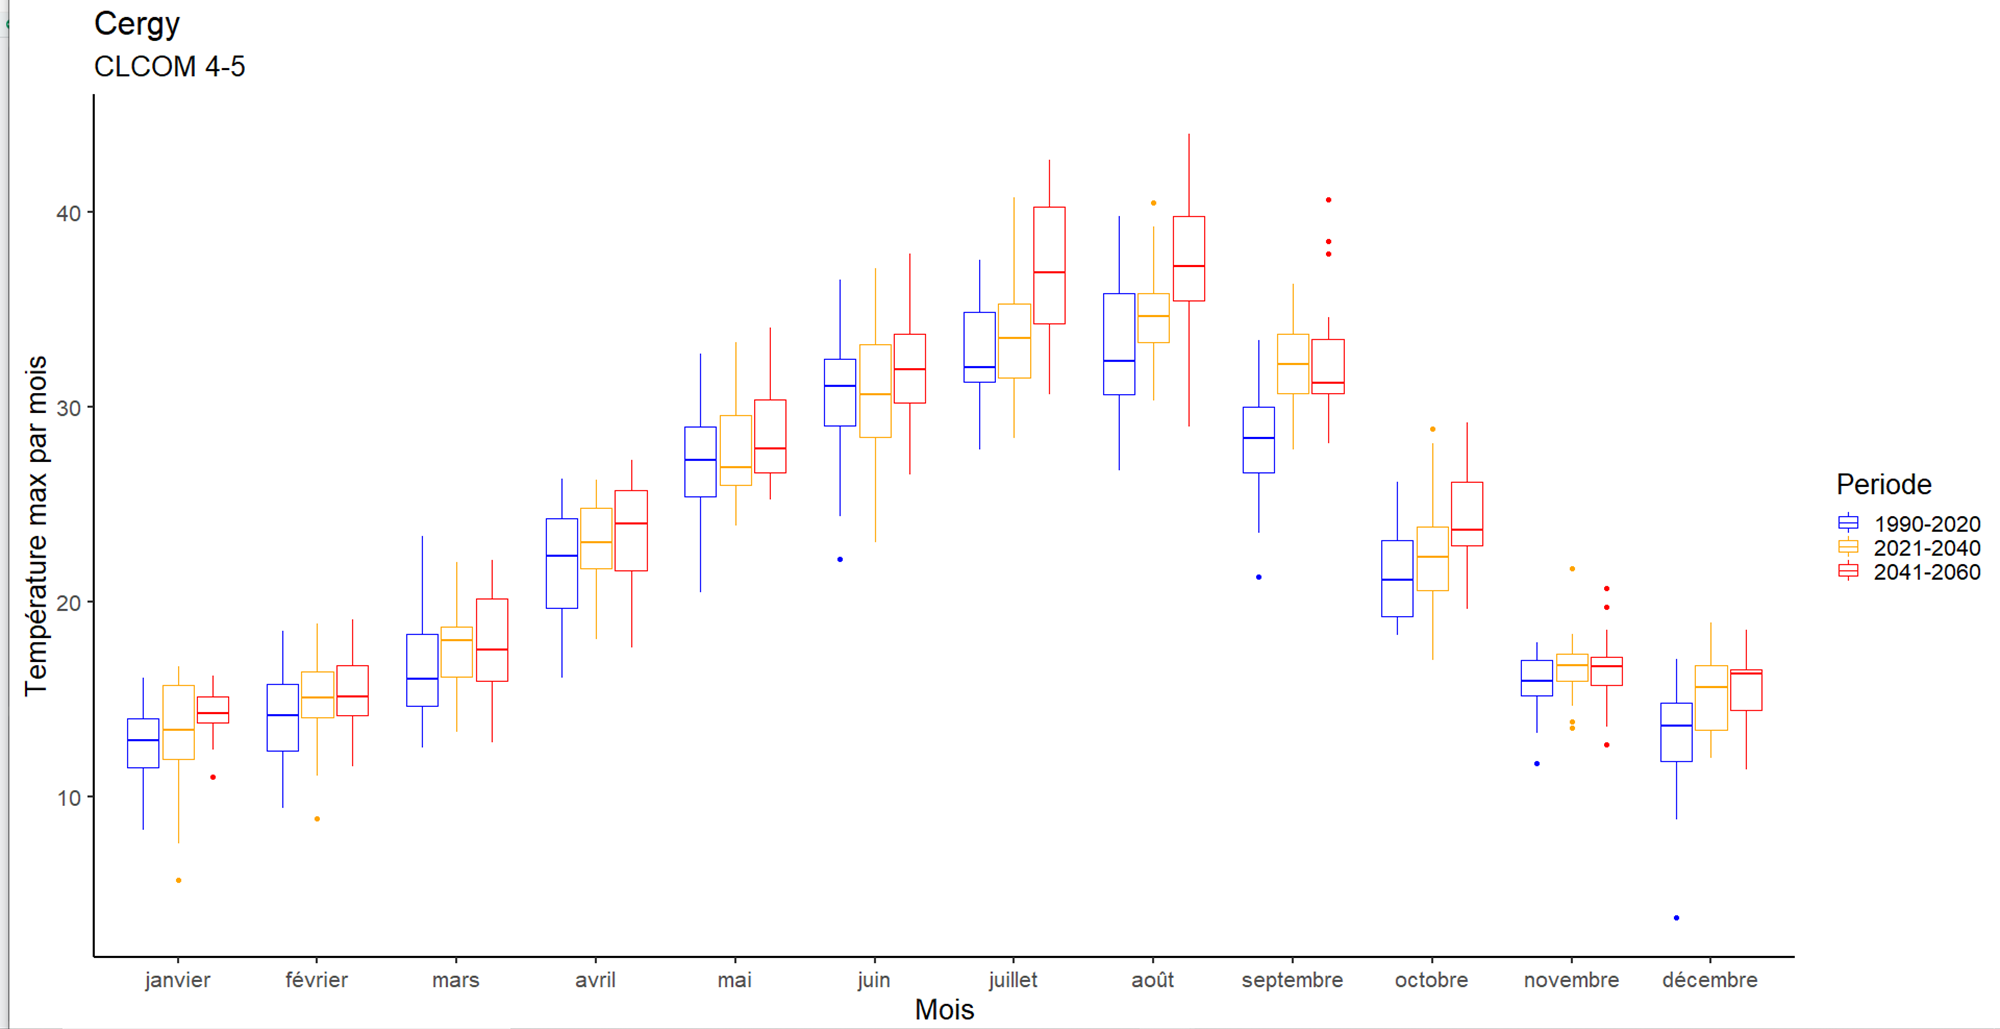 Cergy
CLCOM 4-5
Température max par mois
40
30
20
10
janvier février mars avril mai juin juillet août septembre octobre novembre décembre
Mois
Periode
1990-2020
2021-2040
2041-2060